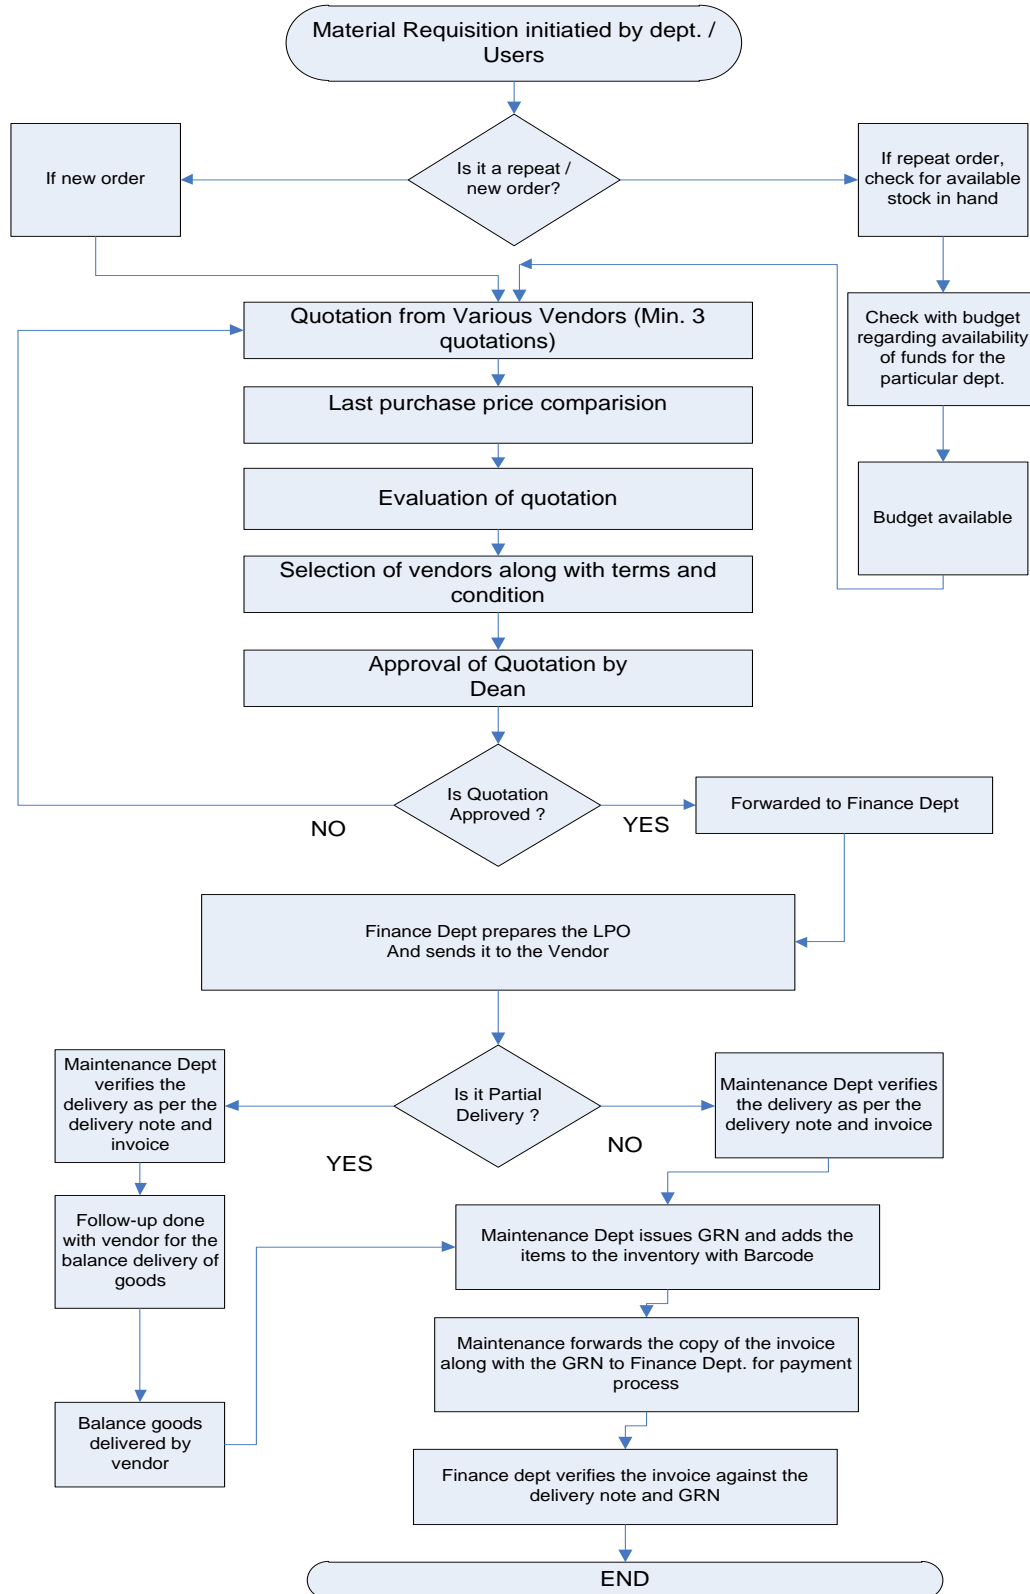 Material Requisition initiatied by dept. /
Users
Is it a repeat /
new order?
If new order
If repeat order,
check for available
stock in hand
Quotation from Various Vendors (Min. 3
quotations)
Check with budget
regarding availability
of funds for the
particular dept.
Last purchase price comparision
Evaluation of quotation
Budget available
Selection of vendors along with terms and
condition
Approval of Quotation by
Dean
Is Quotation
Approved ?
NO
YES
Forwarded to Finance Dept
Finance Dept prepares the LPO
And sends it to the Vendor
Is it Partial
Delivery ?
YES
NO
Maintenance Dept
verifies the
delivery as per the
delivery note and
invoice
Maintenance Dept verifies
the delivery as per the
delivery note and invoice
Follow-up done
with vendor for the
balance delivery of
goods
Maintenance Dept issues GRN and adds the
items to the inventory with Barcode
Maintenance forwards the copy of the invoice
along with the GRN to Finance Dept. for payment
process
Balance goods
delivered by
vendor
Finance dept verifies the invoice against the
delivery note and GRN
END